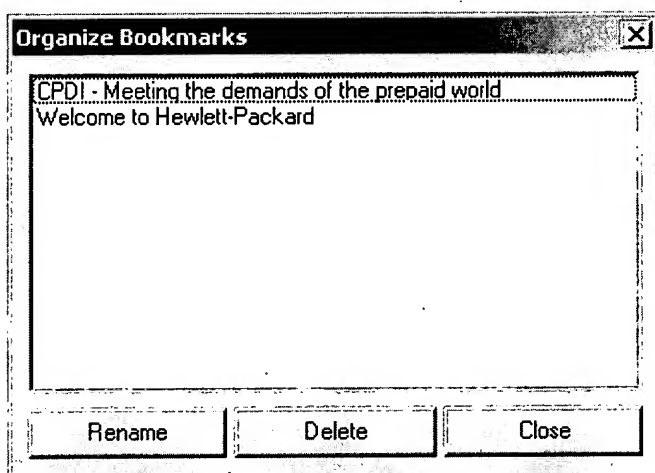 Organize Bookmarks
CPDI - Meeting the demands of the prepaid world
Welcome to Hewlett-Packard
Rename Delete Close